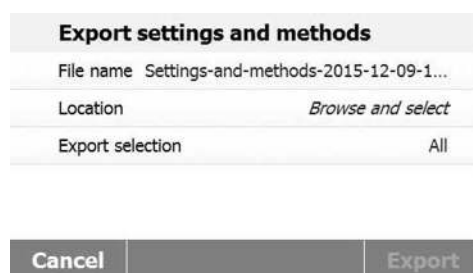 Export settings and methods
File name Settings-and-methods-2015-12-09-1...
Location Browse and select
Export selection All
Cancel Export